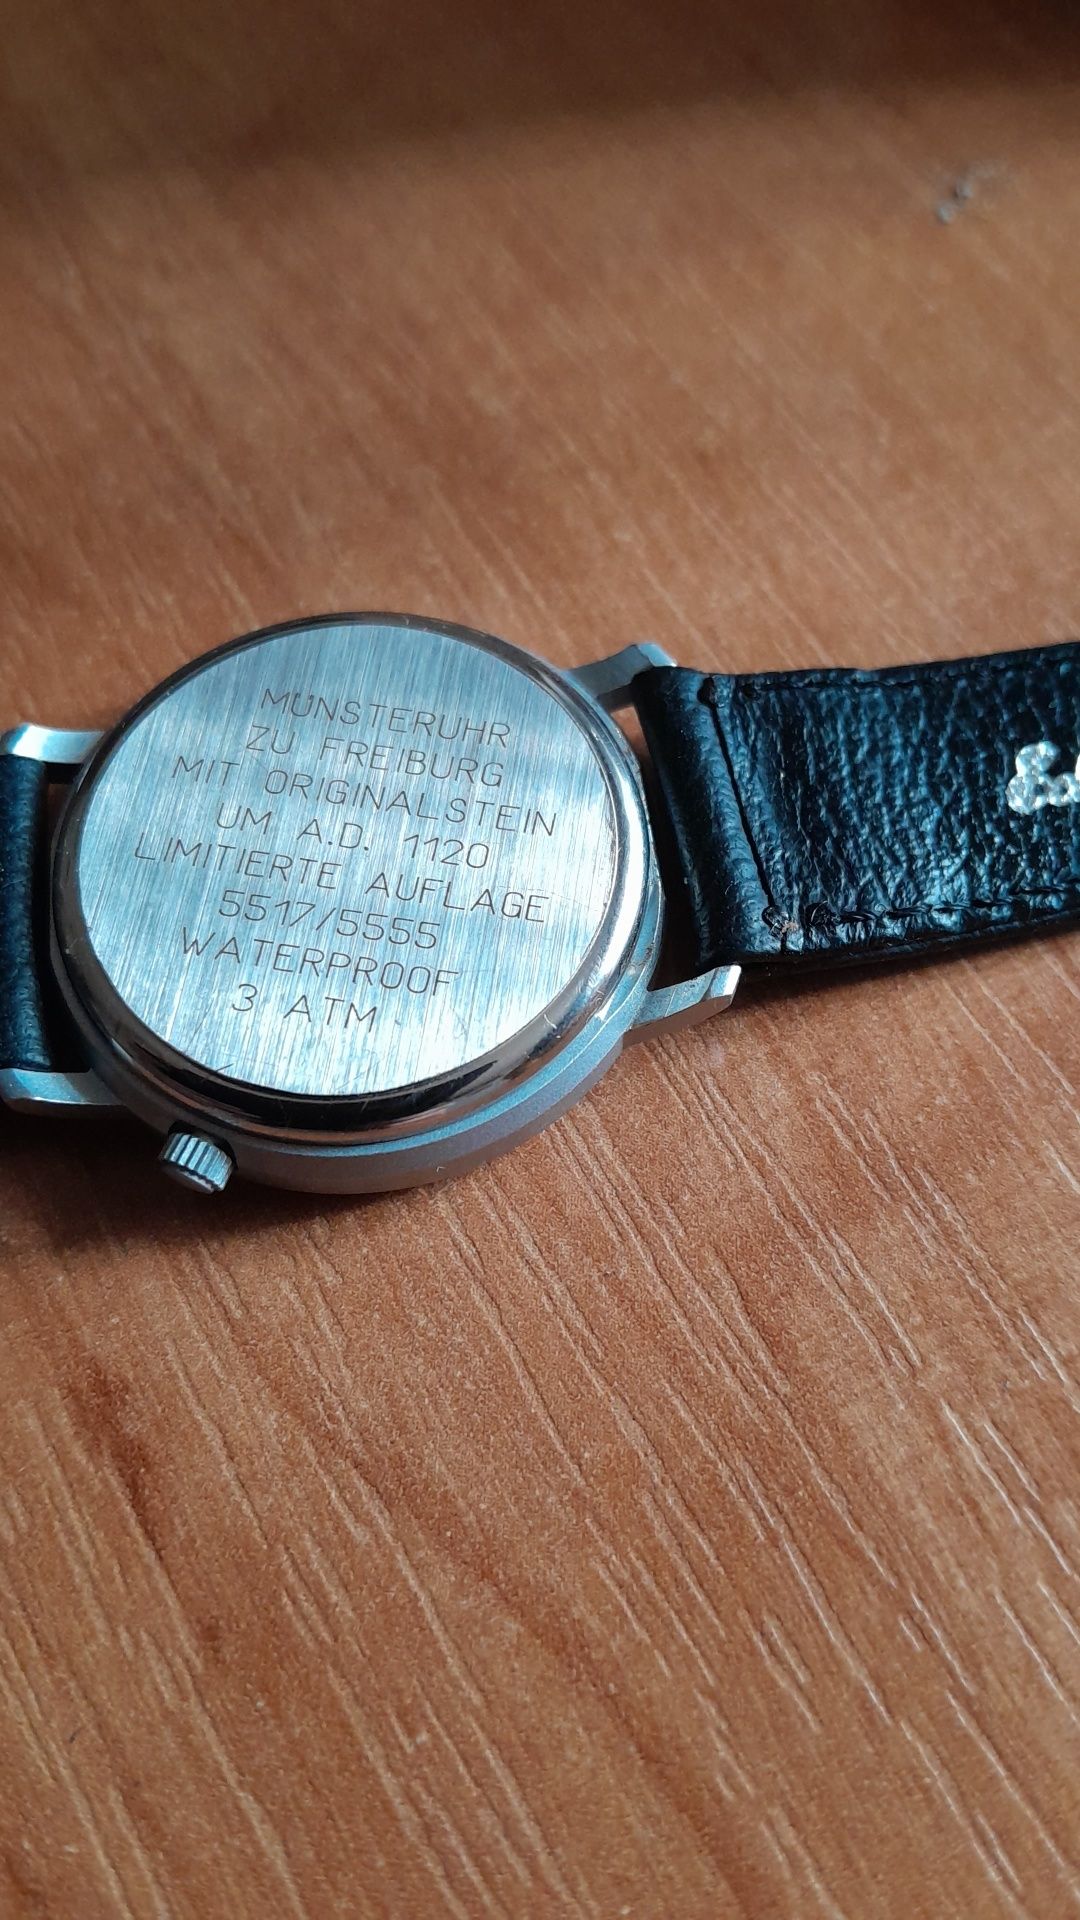 MÜNSTERUHR
ZU FREIBURG
MIT ORIGINALSTEIN
UM A.D. 1120
LIMITIERTE AUFLAGE
5517/5555
WATERPROOF
3 ATM